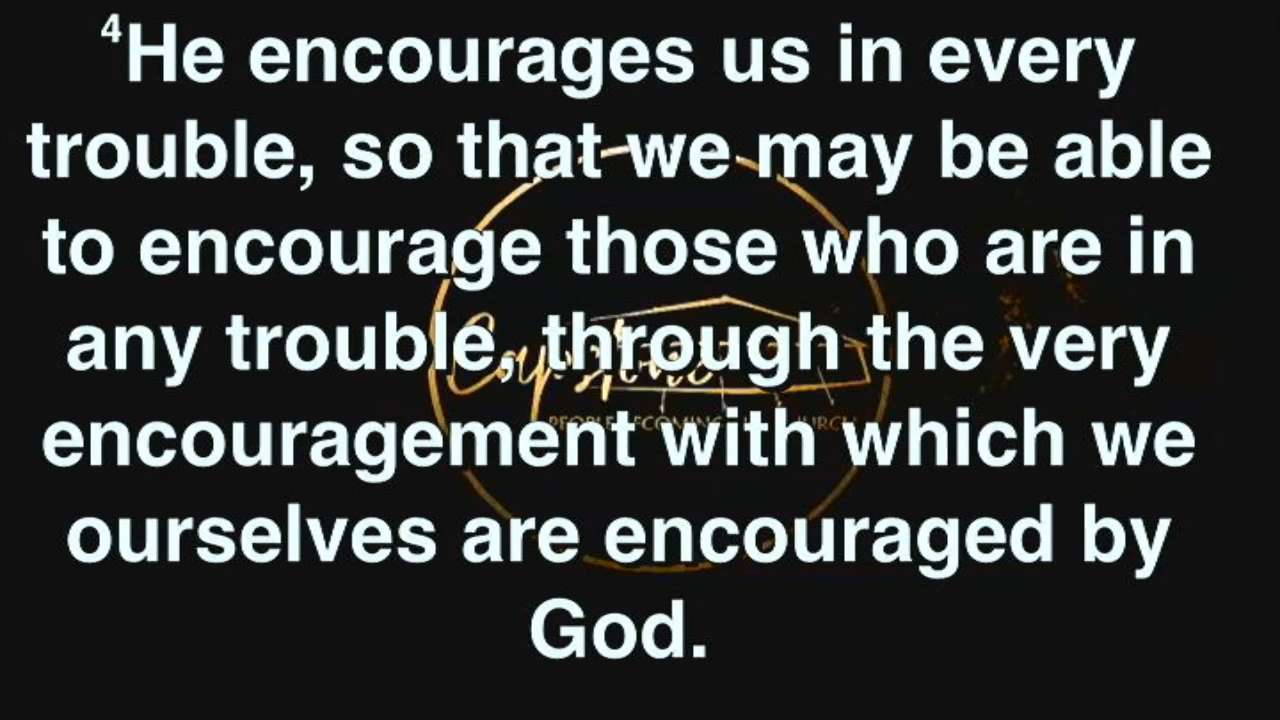 ⁴He encourages us in every
trouble, so that we may be able
to encourage those who are in
any trouble, through the very
encouragement with which we
ourselves are encouraged by
God.